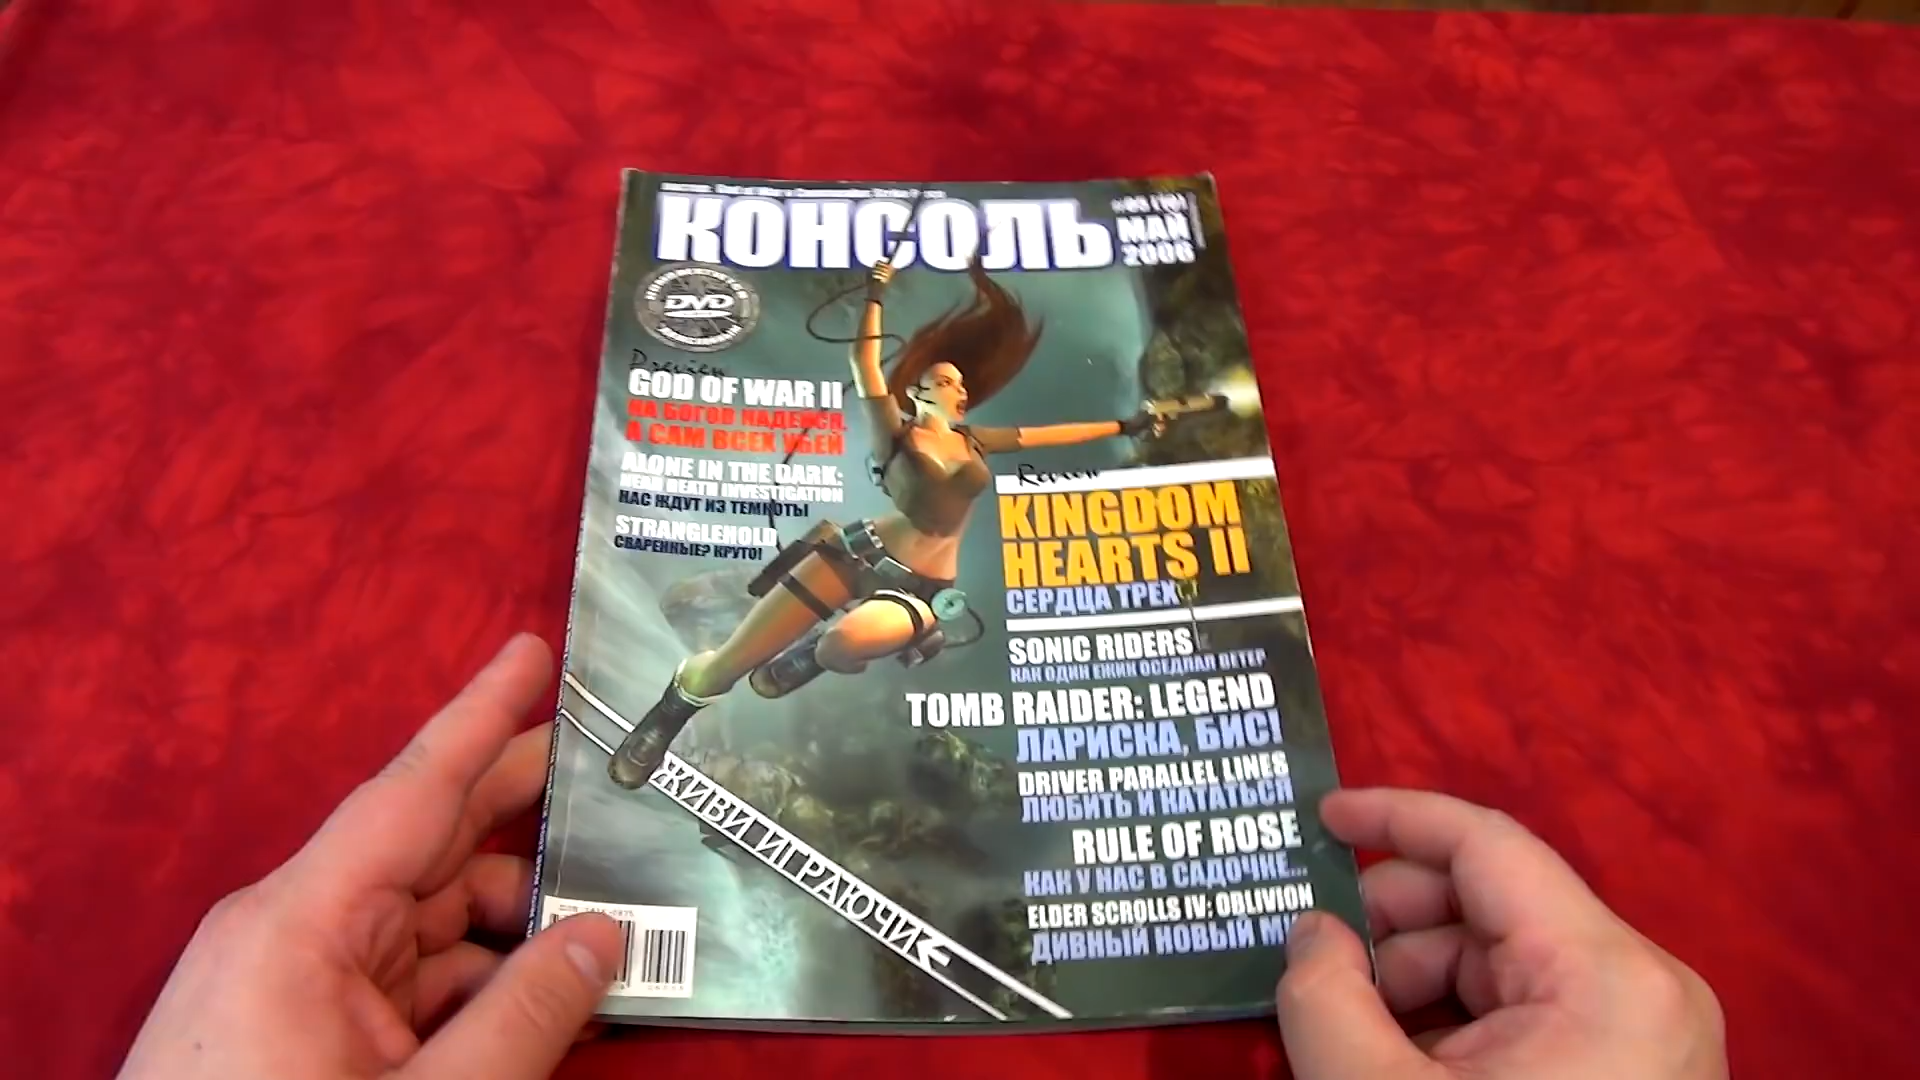 КОНСОЛЬ
МАЙ
2006
DVD
Preview
GOD OF WAR II
НА БОГОВ НАДЕЙСЯ,
А САМ ВСЕХ УБЕЙ
ALONE IN THE DARK:
NEAR DEATH INVESTIGATION
НАС ЖДУТ ИЗ ТЕМНОТЫ
STRANGLEHOLD
СВАРЕННЫЕ? КРУТО!
Review
KINGDOM
HEARTS II
СЕРДЦА ТРЕХ
SONIC RIDERS
КАК ОДИН ЕЖИК ОСЕДЛАЛ ВЕТЕР
TOMB RAIDER: LEGEND
ЛАРИСКА, БИС!
DRIVER PARALLEL LINES
ЛЮБИТЬ И КАТАТЬСЯ
RULE OF ROSE
КАК У НАС В САДОЧКЕ...
ELDER SCROLLS IV: OBLIVION
ДИВНЫЙ НОВЫЙ
ЖИВИ ИГРАЮЧИ